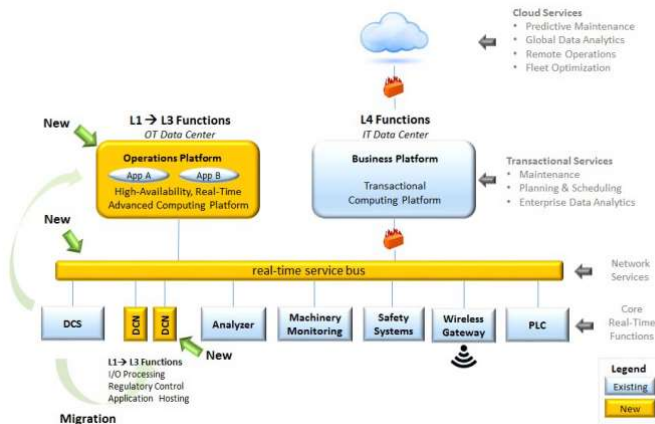 Cloud Services
• Predictive Maintenance
• Global Data Analytics
• Remote Operations
• Fleet Optimization
New
L1 → L3 Functions
OT Data Center
L4 Functions
IT Data Center
Operations Platform
App A
App B
High-Availability, Real-Time
Advanced Computing Platform
Business Platform
Transactional
Computing Platform
Transactional Services
• Maintenance
• Planning & Scheduling
• Enterprise Data Analytics
New
real-time service bus
Network
Services
DCS
DCN
DCN
Analyzer
Machinery
Monitoring
Safety
Systems
Wireless
Gateway
PLC
Core
Real-Time
Functions
New
L1→ L3 Functions
I/O Processing
Regulatory Control
Application Hosting
Migration
Legend
Existing
New